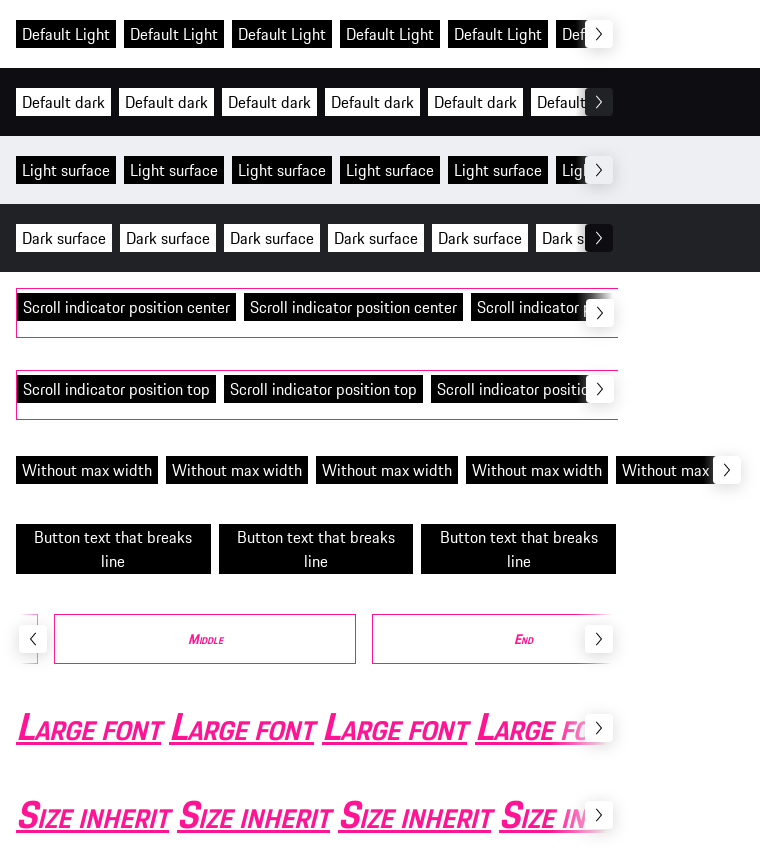 Default Light Default Light Default Light Default Light Default Light
Default dark Default dark Default dark Default dark Default dark Default
Light surface Light surface Light surface Light surface Light surface
Dark surface Dark surface Dark surface Dark surface Dark surface Dark
Scroll indicator position center Scroll indicator position center Scroll indicator
Scroll indicator position top Scroll indicator position top Scroll indicator
Without max width Without max width Without max width Without max width Without max
Button text that breaks Button text that breaks Button text that breaks
line line line
Middle End
Large font Large font Large font Large
Size inherit Size inherit Size inherit Size